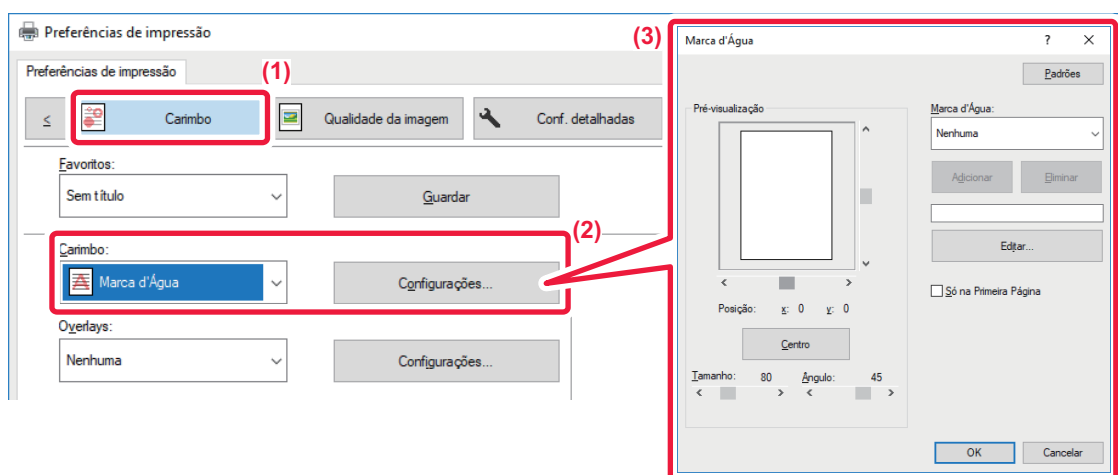 Preferências de impressão
Preferências de impressão
(1)
<
Carimbo
Qualidade da imagem
Conf. detalhadas
Favoritos:
Sem título
Guardar
(2)
Carimbo:
Marca d'Água
Configurações...
Overlays:
Nenhuma
Configurações...
(3)
Marca d'Água
?
Padrões
Pré-visualização
Marca d'Água:
Nenhuma
Adicionar
Eliminar
Editar...
Só na Primeira Página
Posição: x: 0 y: 0
Centro
Tamanho: 80 Ângulo: 45
OK
Cancelar